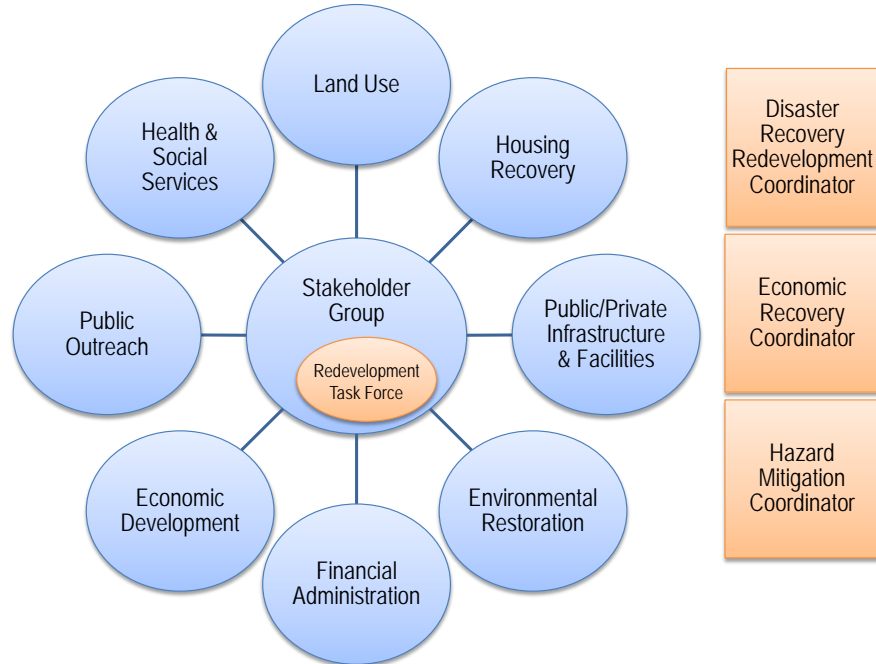 Land Use
Health &
Social
Services
Housing
Recovery
Stakeholder
Group
Redevelopment
Task Force
Public
Outreach
Public/Private
Infrastructure
& Facilities
Economic
Development
Environmental
Restoration
Financial
Administration
Disaster
Recovery
Redevelopment
Coordinator
Economic
Recovery
Coordinator
Hazard
Mitigation
Coordinator